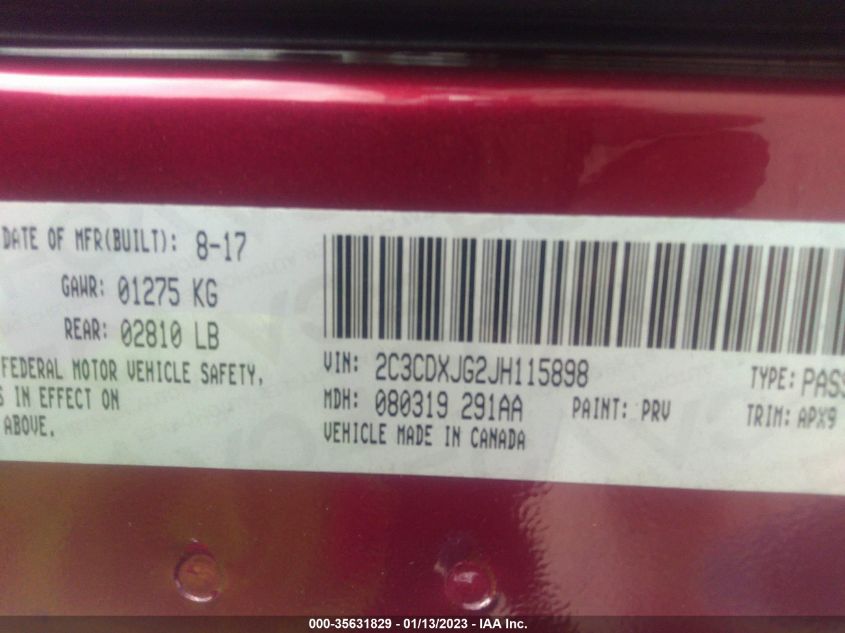 DATE OF MFR(BUILT): 8-17
GAWR: 01275 KG
REAR: 02810 LB
FEDERAL MOTOR VEHICLE SAFETY,
S IN EFFECT ON
ABOVE.
VIN: 2C3CDXJG2JH115898
TYPE: PASS
MDH: 080319 291AA
PAINT: PRV
TRIM: APX9
VEHICLE MADE IN CANADA
000-35631829 - 01/13/2023 - IAA Inc.